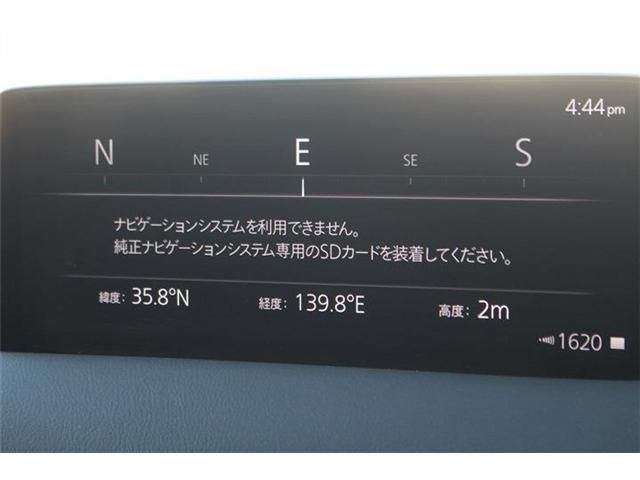 4:44pm
N NE E SE S
ナビゲーションシステムを利用できません。
純正ナビゲーションシステム専用のSDカードを装着してください。
緯度: 35.8°N 経度: 139.8°E 高度: 2m
1620